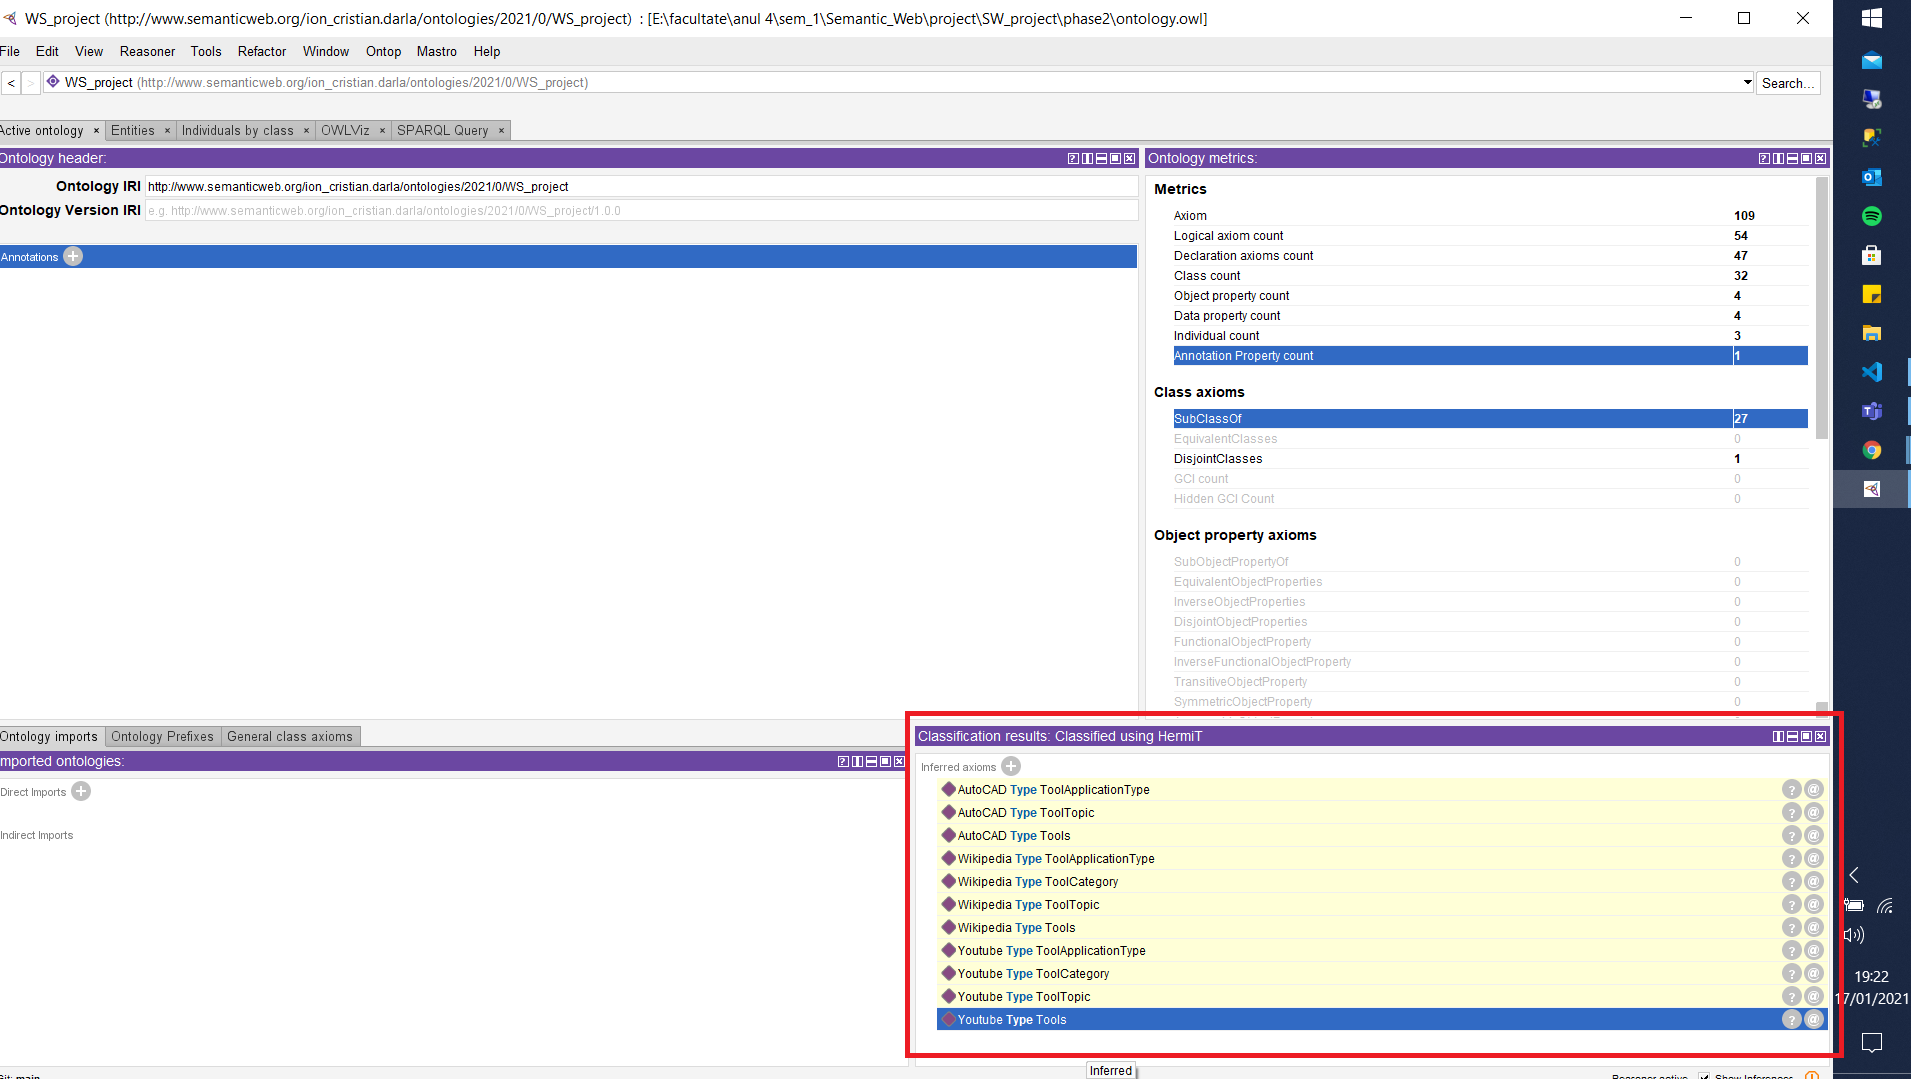 WS_project (http://www.semanticweb.org/ion_cristian.darla/ontologies/2021/0/WS_project) : [E:\facultate\anul 4\sem_1\Semantic_Web\project\SW_project\phase2\ontology.owl]
File Edit View Reasoner Tools Refactor Window Ontop Mastro Help
< > WS_project (http://www.semanticweb.org/ion_cristian.darla/ontologies/2021/0/WS_project) Search...
Active ontology × Entities × Individuals by class × OWLViz × SPARQL Query ×
Ontology header:
Ontology IRI http://www.semanticweb.org/ion_cristian.darla/ontologies/2021/0/WS_project
Ontology Version IRI e.g. http://www.semanticweb.org/ion_cristian.darla/ontologies/2021/0/WS_project/1.0.0
Annotations
Ontology metrics:
Metrics
Axiom 109
Logical axiom count 54
Declaration axioms count 47
Class count 32
Object property count 4
Data property count 4
Individual count 3
Annotation Property count 1
Class axioms
SubClassOf 27
EquivalentClasses 0
DisjointClasses 1
GCI count 0
Hidden GCI Count 0
Object property axioms
SubObjectPropertyOf 0
EquivalentObjectProperties 0
InverseObjectProperties 0
DisjointObjectProperties 0
FunctionalObjectProperty 0
InverseFunctionalObjectProperty 0
TransitiveObjectProperty 0
SymmetricObjectProperty 0
Ontology imports Ontology Prefixes General class axioms
mported ontologies:
Direct Imports
Indirect Imports
Classification results: Classified using HermiT
Inferred axioms
AutoCAD Type ToolApplicationType
AutoCAD Type ToolTopic
AutoCAD Type Tools
Wikipedia Type ToolApplicationType
Wikipedia Type ToolCategory
Wikipedia Type ToolTopic
Wikipedia Type Tools
Youtube Type ToolApplicationType
Youtube Type ToolCategory
Youtube Type ToolTopic
Youtube Type Tools
Inferred
Git: main
Reasoner active Show Inferences
19:22
17/01/2021